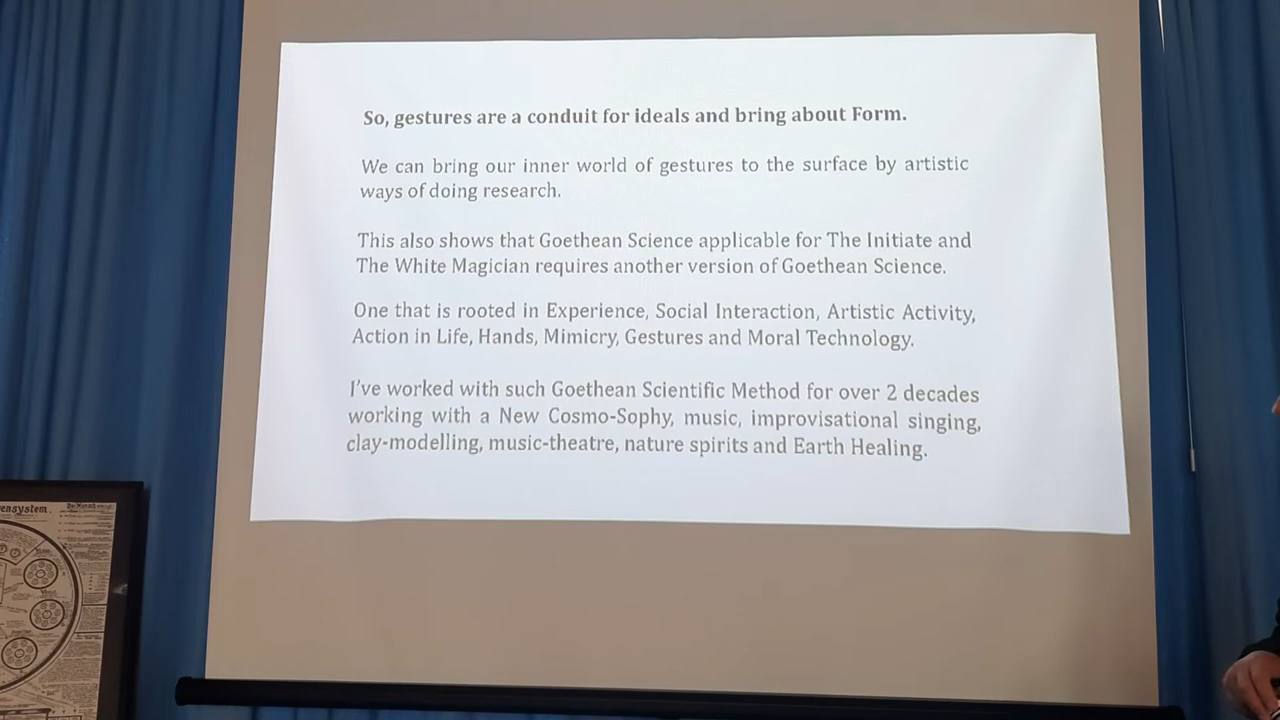 So, gestures are a conduit for ideals and bring about Form.
We can bring our inner world of gestures to the surface by artistic
ways of doing research.
This also shows that Goethean Science applicable for The Initiate and
The White Magician requires another version of Goethean Science.
One that is rooted in Experience, Social Interaction, Artistic Activity,
Action in Life, Hands, Mimicry, Gestures and Moral Technology.
I've worked with such Goethean Scientific Method for over 2 decades
working with a New Cosmo-Sophy, music, improvisational singing,
clay-modelling, music-theatre, nature spirits and Earth Healing.
ensystem.
Der Mensch